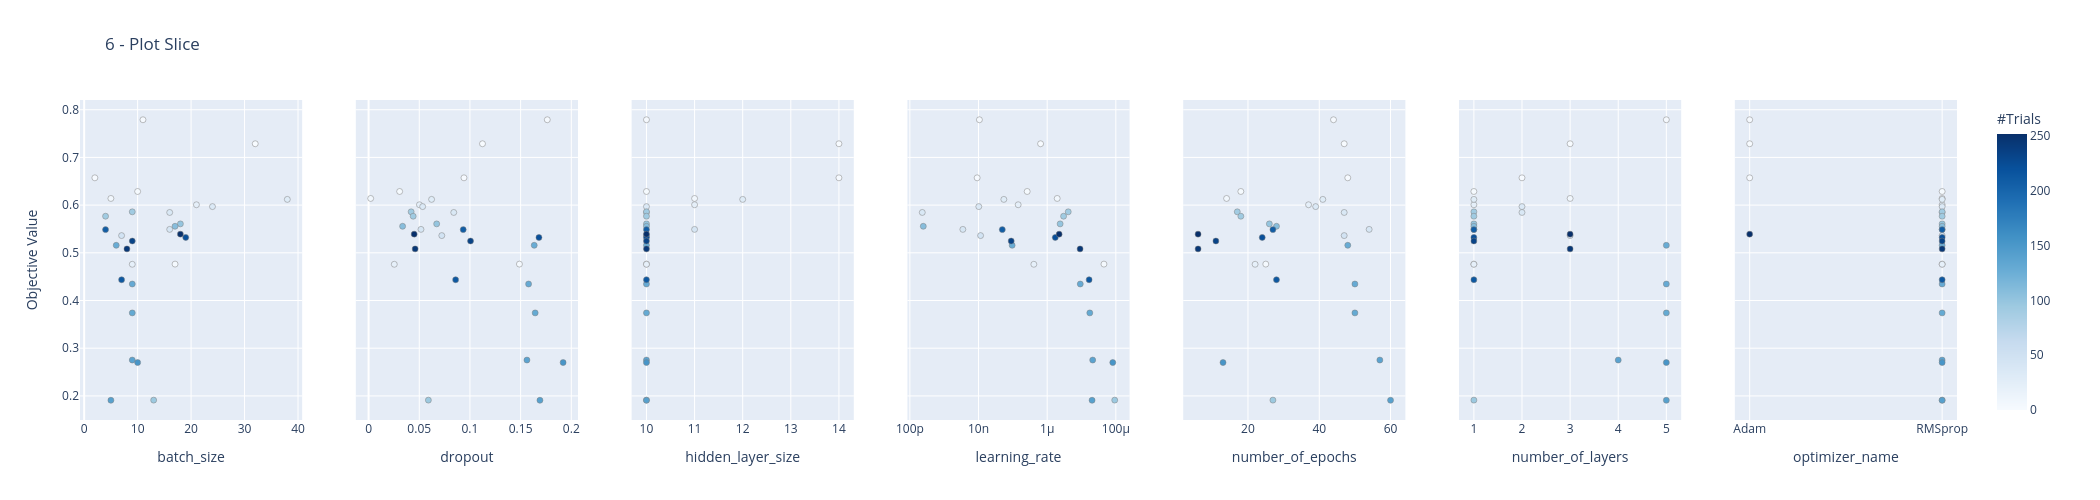 6 - Plot Slice
Objective Value
0.8
0.7
0.6
0.5
0.4
0.3
0.2
0 10 20 30 40
batch_size
0 0.05 0.1 0.15 0.2
dropout
10 11 12 13 14
hidden_layer_size
100p 10n 1μ 100μ
learning_rate
20 40 60
number_of_epochs
1 2 3 4 5
number_of_layers
Adam RMSprop
optimizer_name
#Trials
250
200
150
100
50
0